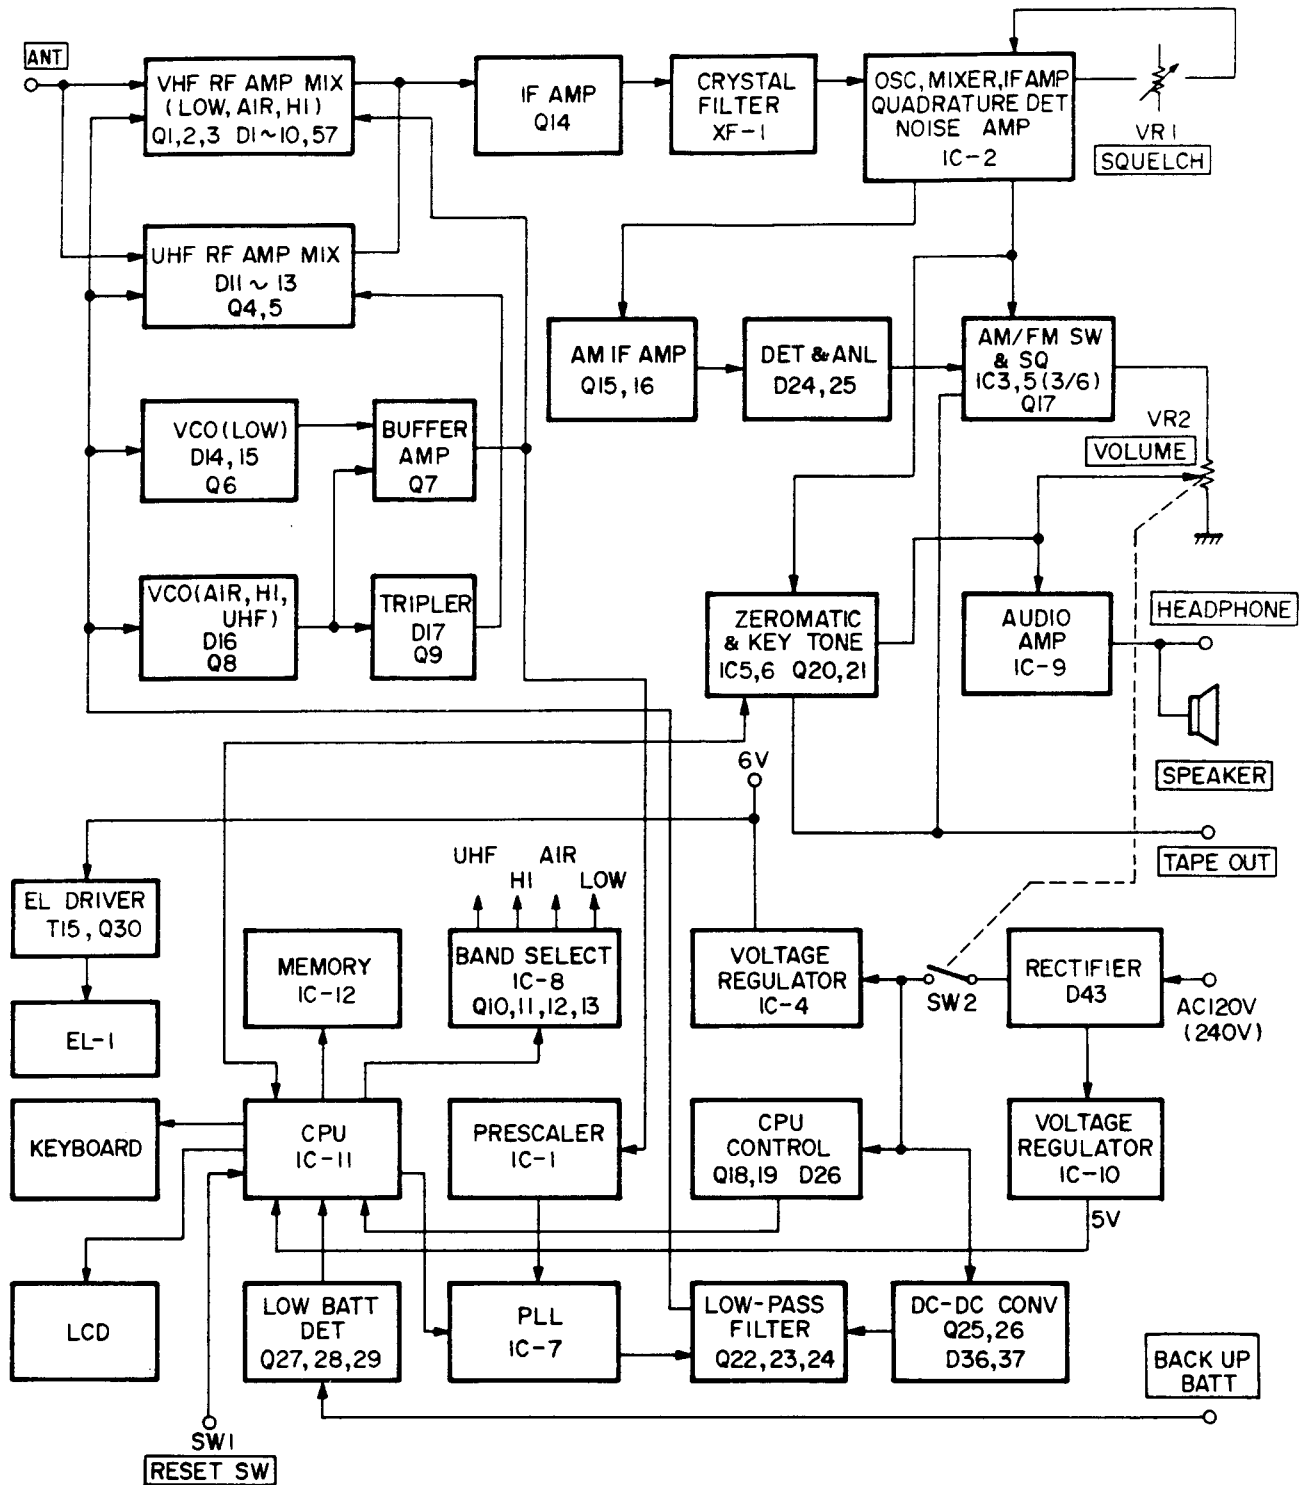 ANT
VHF RF AMP MIX
(LOW, AIR, HI)
Q1,2,3 D1~10,57
IF AMP
Q14
CRYSTAL
FILTER
XF-1
OSC, MIXER, IF AMP
QUADRATURE DET
NOISE AMP
IC-2
VR1
SQUELCH
UHF RF AMP MIX
D11~13
Q4,5
AM IF AMP
Q15,16
DET & ANL
D24,25
AM/FM SW
& SQ
IC3,5(3/6)
Q17
VCO(LOW)
D14,15
Q6
BUFFER
AMP
Q7
VR2
VOLUME
VCO(AIR, HI,
UHF)
D16
Q8
TRIPLER
D17
Q9
ZEROMATIC
& KEY TONE
IC5,6 Q20,21
AUDIO
AMP
IC-9
HEADPHONE
SPEAKER
6V
TAPE OUT
UHF
HI
AIR
LOW
EL DRIVER
T15, Q30
MEMORY
IC-12
BAND SELECT
IC-8
Q10,11,12,13
VOLTAGE
REGULATOR
IC-4
SW2
RECTIFIER
D43
AC120V
(240V)
EL-1
KEYBOARD
CPU
IC-11
PRESCALER
IC-1
CPU
CONTROL
Q18,19 D26
VOLTAGE
REGULATOR
IC-10
5V
LCD
LOW BATT
DET
Q27,28,29
PLL
IC-7
LOW-PASS
FILTER
Q22,23,24
DC-DC CONV
Q25,26
D36,37
BACK UP
BATT
SW1
RESET SW